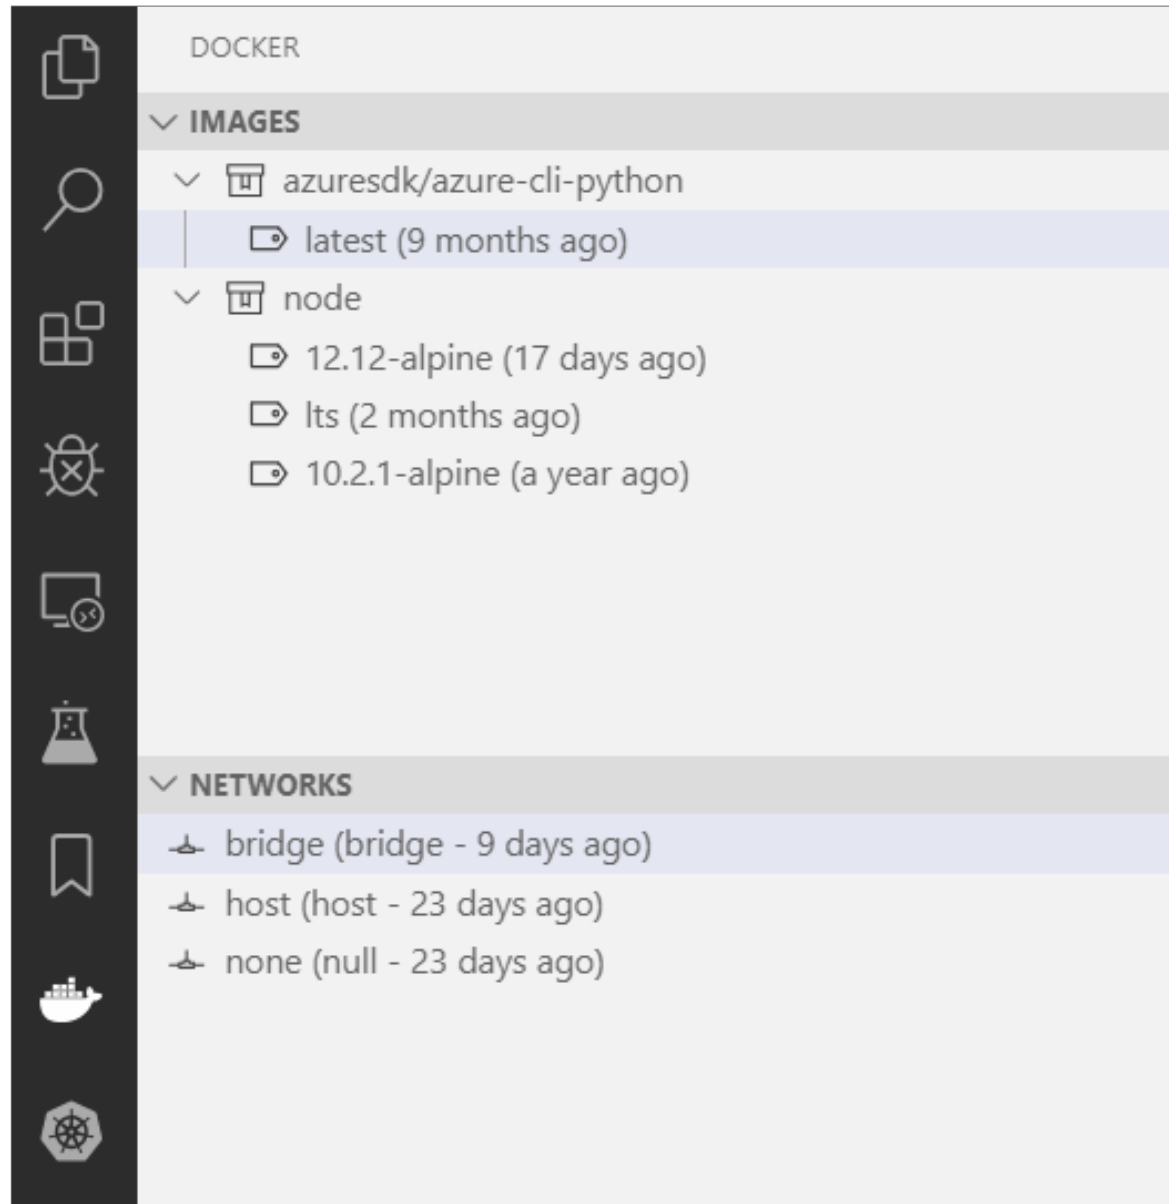 DOCKER
IMAGES
azuresdk/azure-cli-python
latest (9 months ago)
node
12.12-alpine (17 days ago)
lts (2 months ago)
10.2.1-alpine (a year ago)
NETWORKS
bridge (bridge - 9 days ago)
host (host - 23 days ago)
none (null - 23 days ago)